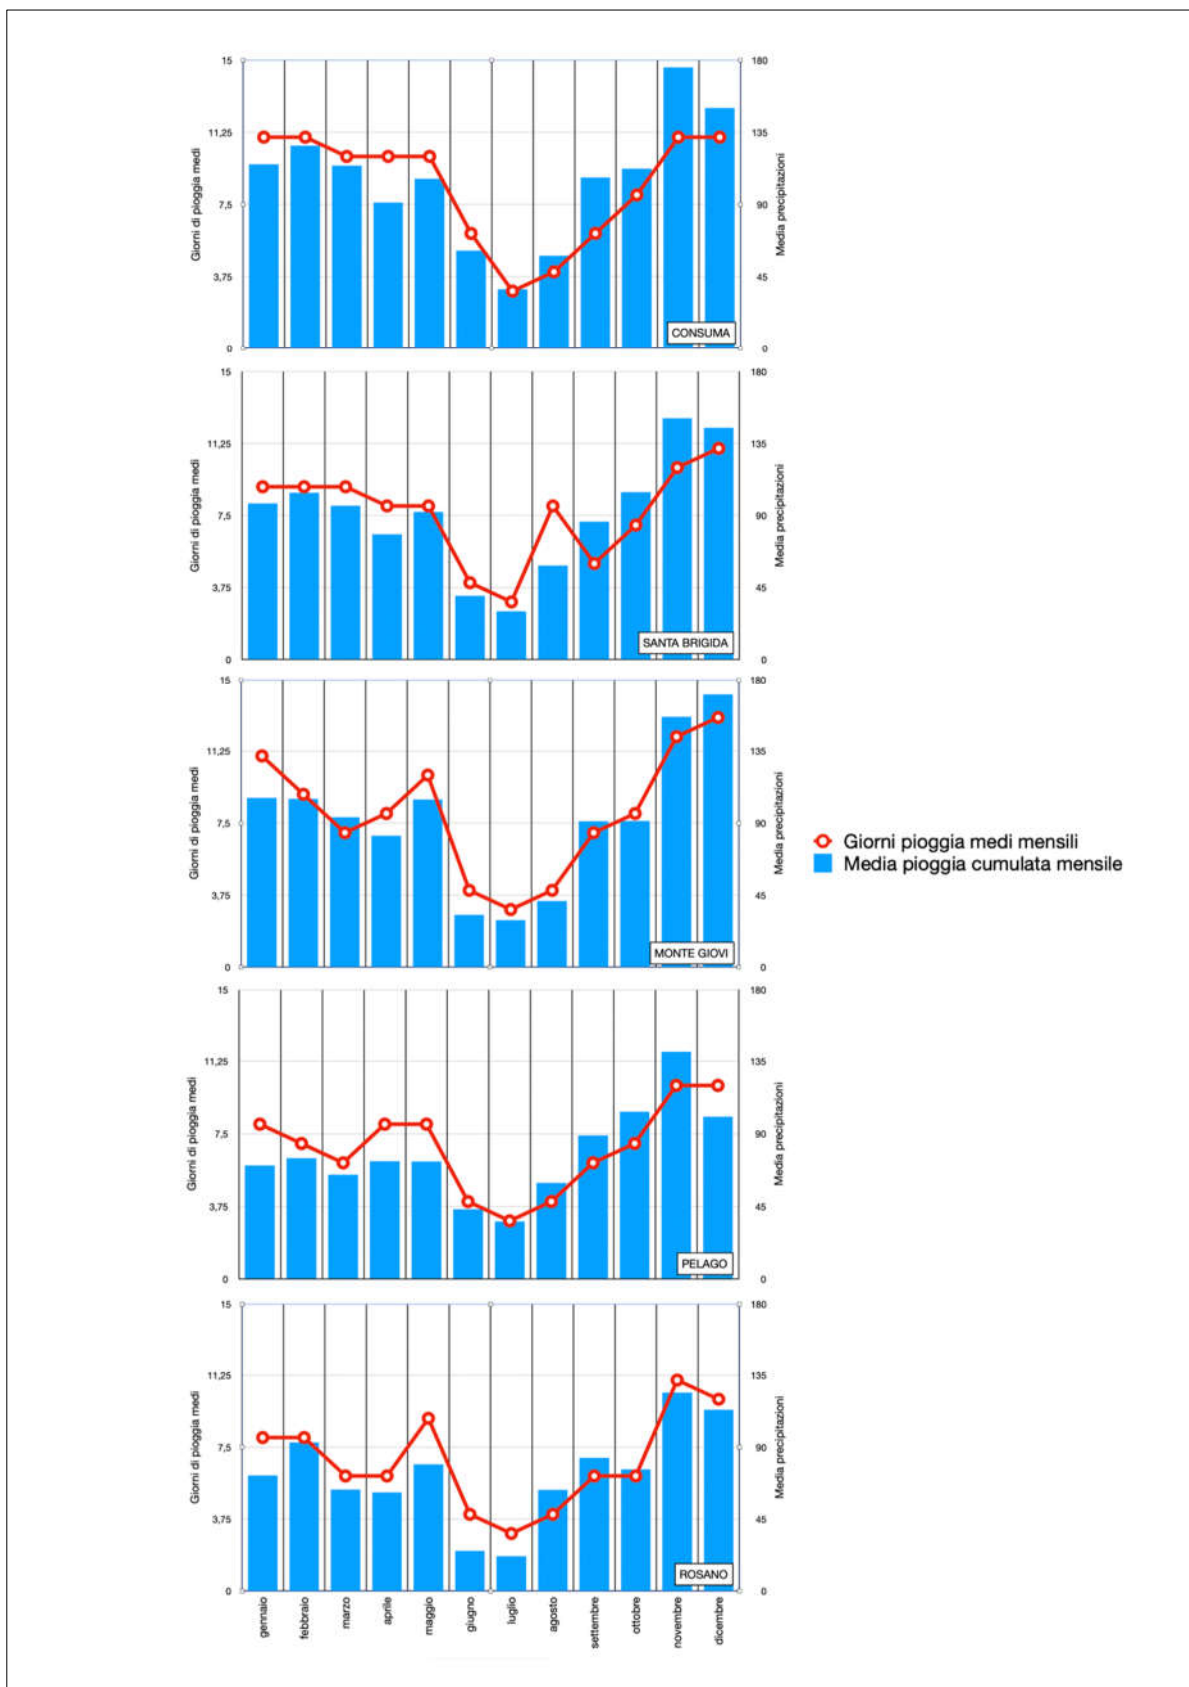 15
11,25
7,5
3,75
0
Giorni di pioggia medi
180
135
90
45
0
Media precipitazioni
CONSUMA
15
11,25
7,5
3,75
0
Giorni di pioggia medi
180
135
90
45
0
Media precipitazioni
SANTA BRIGIDA
15
11,25
7,5
3,75
0
Giorni di pioggia medi
180
135
90
45
0
Media precipitazioni
MONTE GIOVI
Giorni pioggia medi mensili
Media pioggia cumulata mensile
15
11,25
7,5
3,75
0
Giorni di pioggia medi
180
135
90
45
0
Media precipitazioni
PELAGO
15
11,25
7,5
3,75
0
Giorni di pioggia medi
180
135
90
45
0
Media precipitazioni
ROSANO
gennaio
febbraio
marzo
aprile
maggio
giugno
luglio
agosto
settembre
ottobre
novembre
dicembre